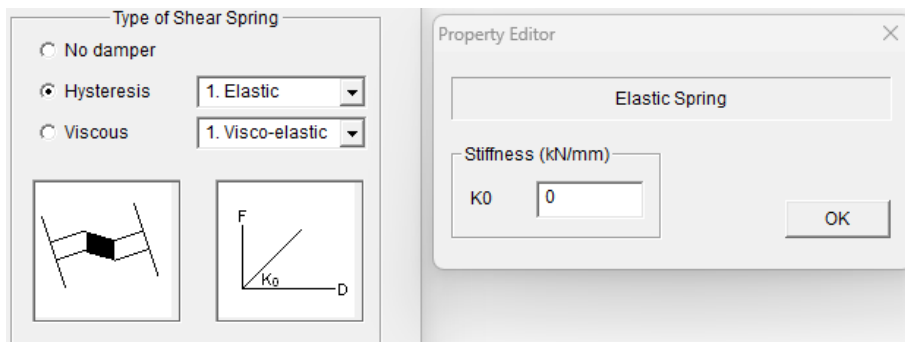 Type of Shear Spring
No damper
Hysteresis
1. Elastic
Viscous
1. Visco-elastic
F
K0
D
Property Editor
Elastic Spring
Stiffness (kN/mm)
K0
0
OK